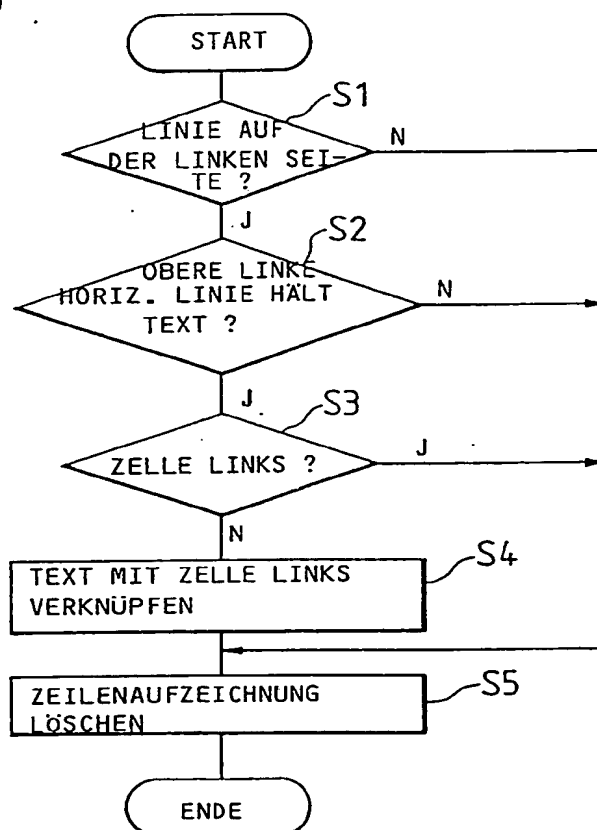 START
S1
LINIE AUF
DER LINKEN SEI-
TE ?
N
J
S2
OBERE LINKE
HORIZ. LINIE HÄLT
TEXT ?
N
J
S3
ZELLE LINKS ?
J
N
S4
TEXT MIT ZELLE LINKS
VERKNÜPFEN
S5
ZEILENAUFZEICHNUNG
LÖSCHEN
ENDE